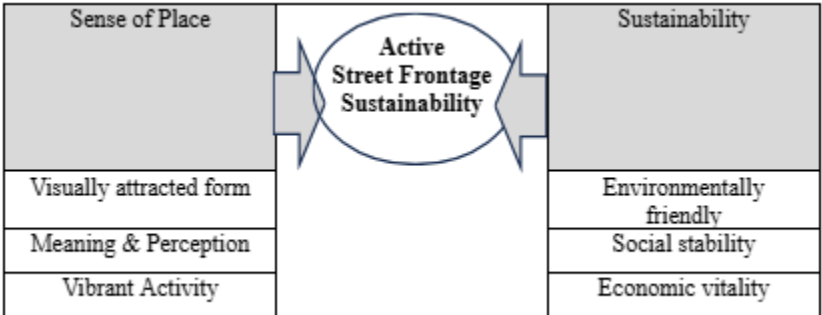 Sense of Place
Active
Street Frontage
Sustainability
Sustainability
Visually attracted form
Environmentally
friendly
Meaning & Perception
Social stability
Vibrant Activity
Economic vitality